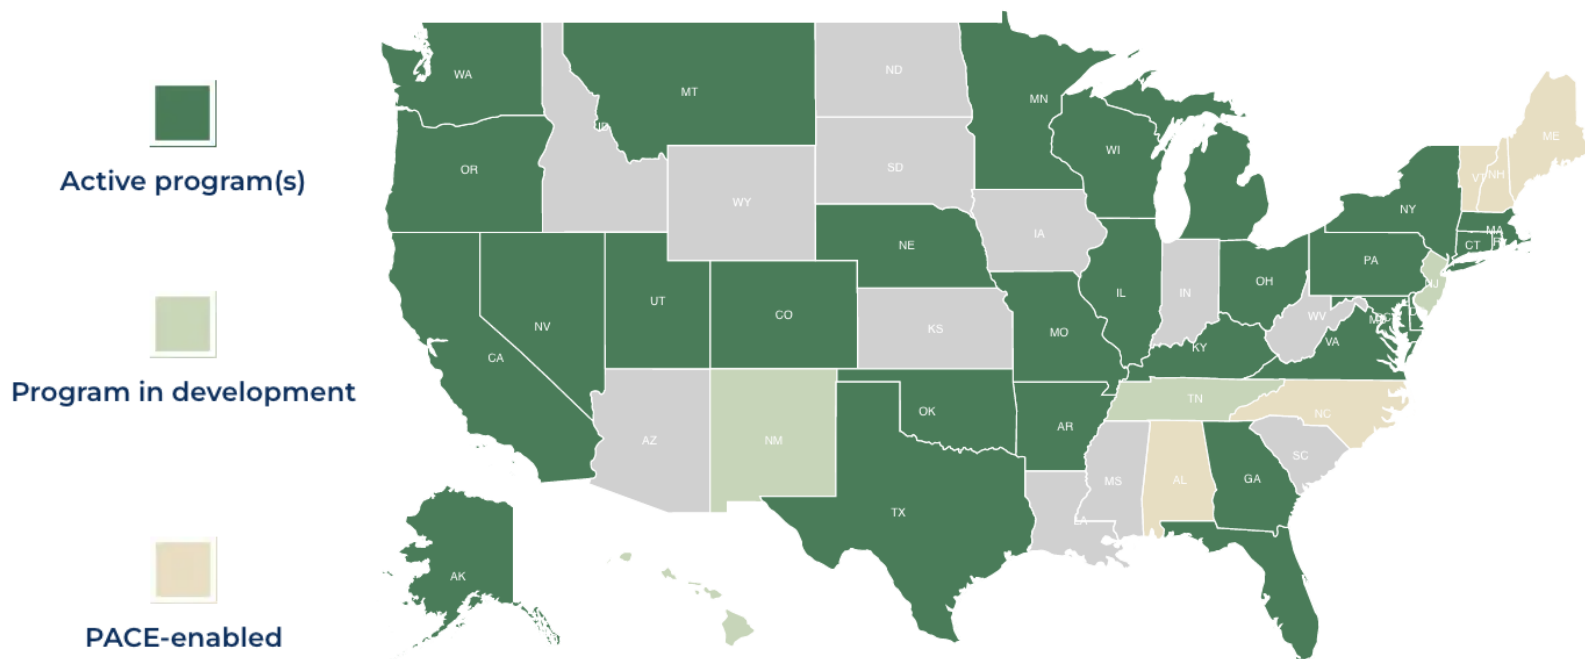 Active program(s)
Program in development
PACE-enabled
WA
MT
ND
MN
ID
OR
SD
WI
WY
IA
NE
NV
UT
CO
CA
KS
MO
IL
IN
OH
KY
WV
VA
PA
NY
VT
NH
ME
MA
CT
NJ
AZ
NM
OK
AR
TN
NC
SC
MS
AL
GA
TX
LA
AK